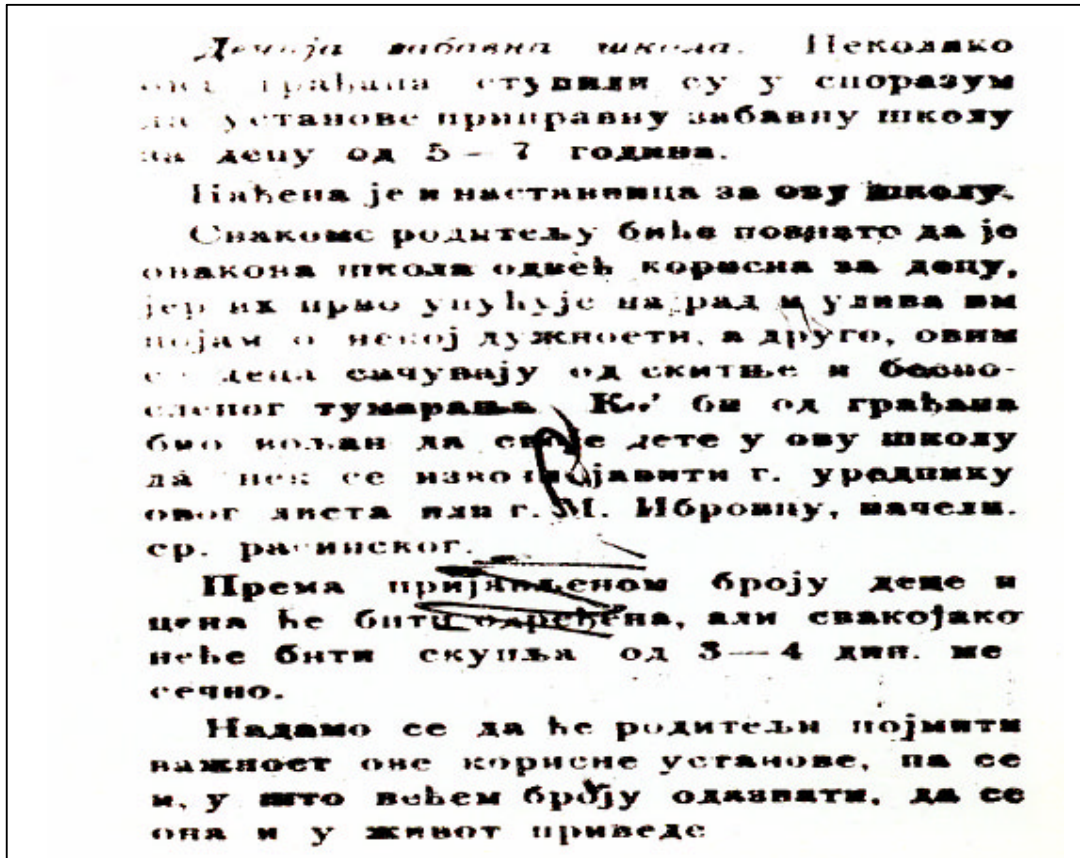 Дечија забавна школа. Неколико
ови грађана ступили су у споразум
да установе приправну забавну школу
за децу од 5 – 7 година.
Нађена је и наставница за ову школу.
Свакоме родитељу биће познато да је
овакова школа одвећ корисна за децу,
јер их прво упућује на рад и улива им
појам о некој дужности, а друго, овим
се деца сачувају од скитње и беспо-
сленог тумарања. Ко би од грађана
био вољан да своје дете у ову школу
да нек се изво пријавити г. уреднику
овог листа или г. М. Ибровцу, начелн.
ср. расинског.
Према пријављеном броју деце и
цена ће бити одређена, али свакојако
неће бити скупља од 3—4 дин. ме
сечно.
Надамо се да ће родитељи појмити
важност ове корисне установе, па се
и, у што већем броју одазвати, да се
она и у живот приведе